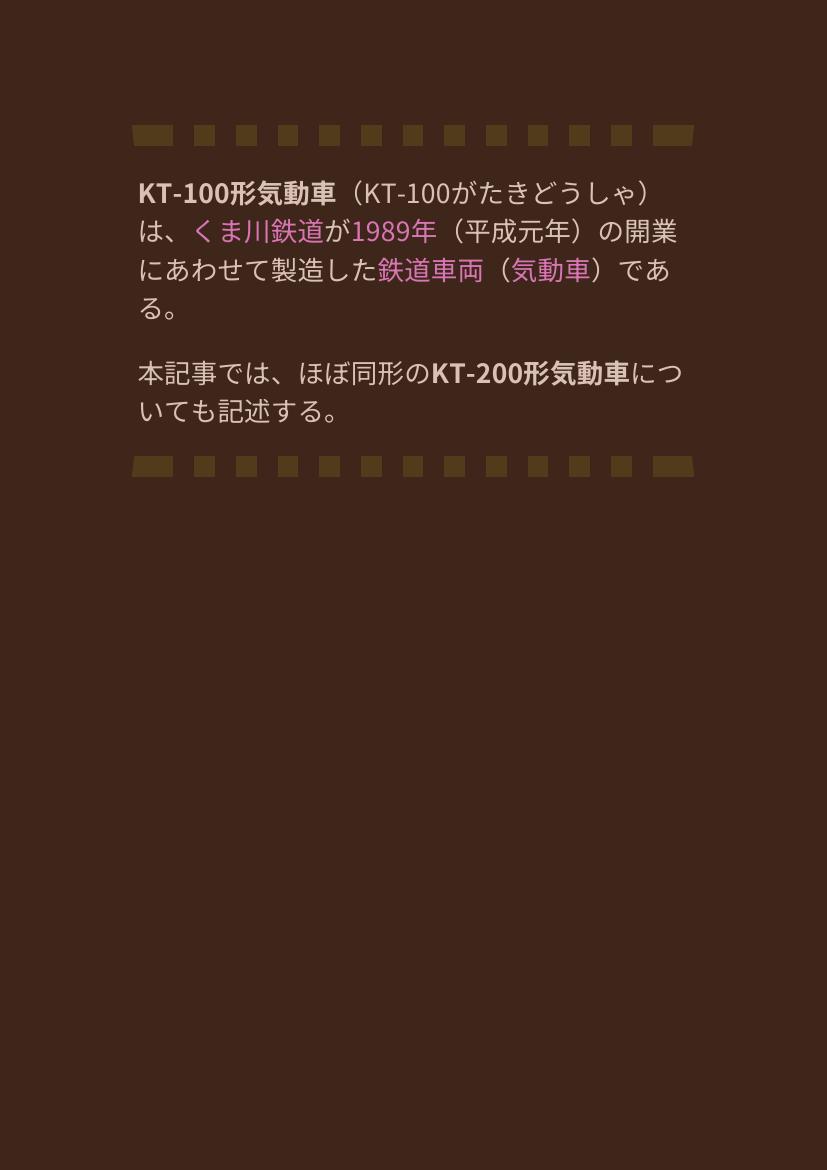 KT-100形気動車（KT-100がたきどうしゃ）
は、くま川鉄道が1989年（平成元年）の開業
にあわせて製造した鉄道車両（気動車）であ
る。
本記事では、ほぼ同形のKT-200形気動車につ
いても記述する。